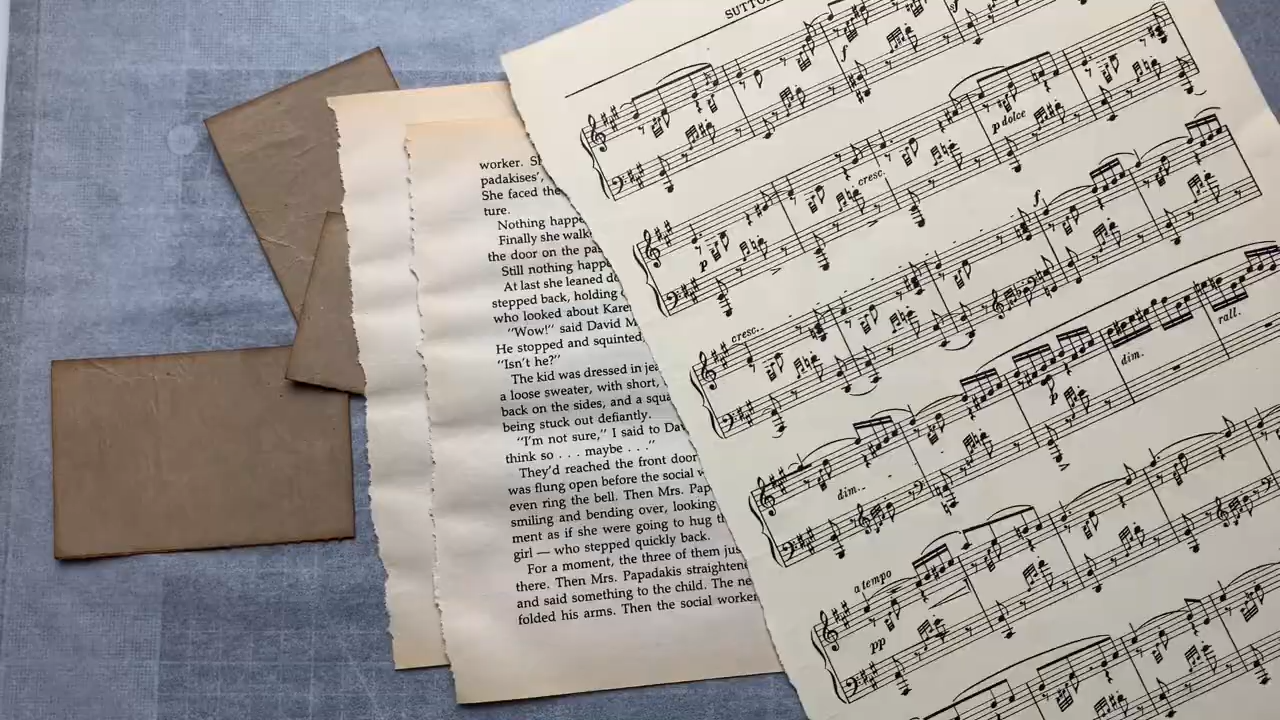 SUTTO
f
p dolce
cresc.
p
f
cresc..
rall.
dim.
p
dim..
a tempo
pp
worker. Sh
padakises',
She faced the
ture.
Nothing happe
Finally she walk
the door on the pa
Still nothing happe
At last she leaned do
stepped back, holding
who looked about Kare
"Wow!" said David M
He stopped and squinted,
"Isn't he?"
The kid was dressed in jea
a loose sweater, with short,
back on the sides, and a squa
being stuck out defiantly.
"I'm not sure," I said to Dav
think so . . . maybe . . ."
They'd reached the front door
was flung open before the social w
even ring the bell. Then Mrs. Pap
smiling and bending over, looking
ment as if she were going to hug th
girl — who stepped quickly back.
For a moment, the three of them jus
there. Then Mrs. Papadakis straightene
and said something to the child. The ne
folded his arms. Then the social worker